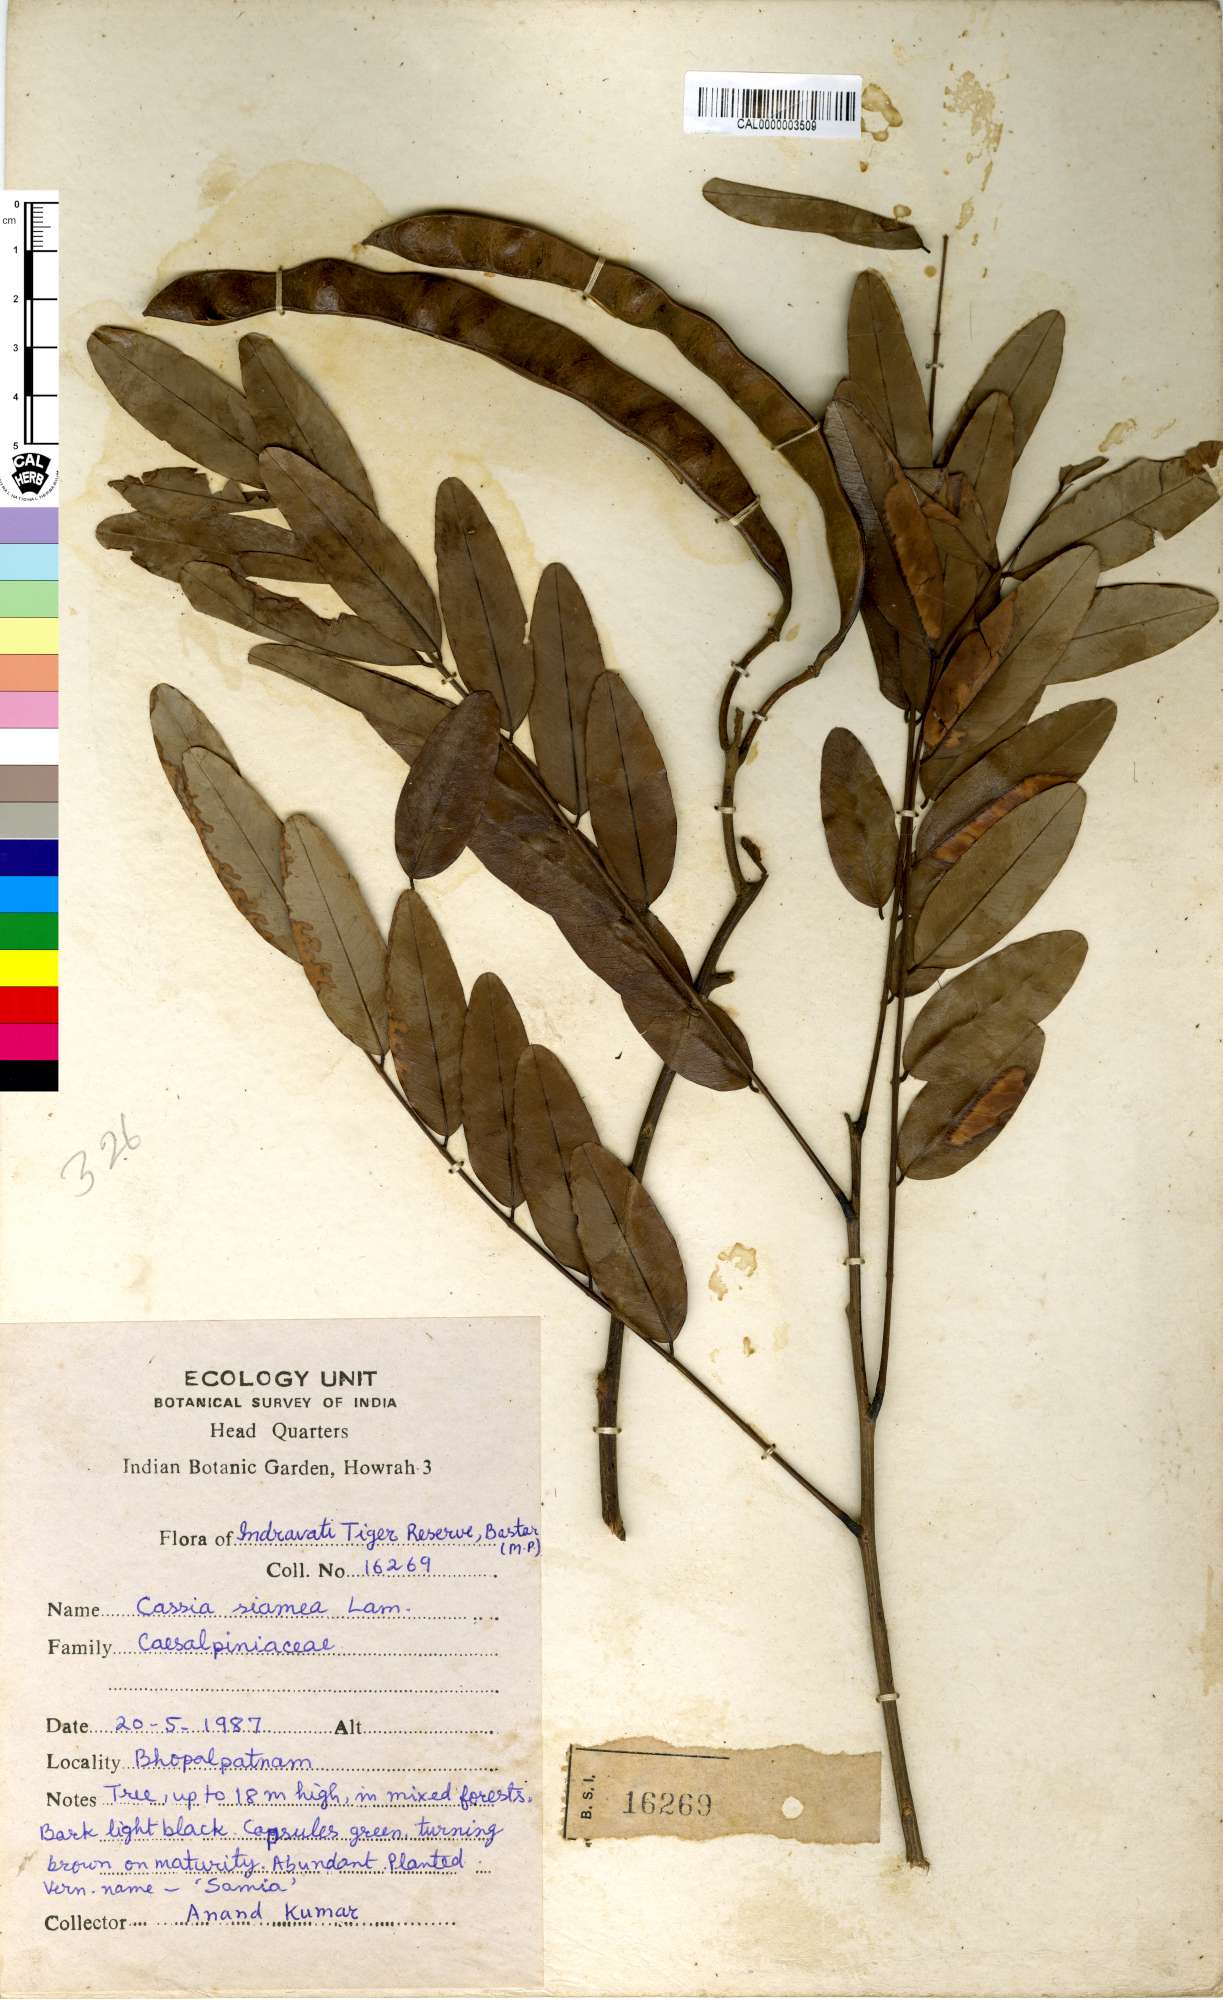 CAL0000003509
0
cm
1
2
3
4
5
CAL
HERB
326
ECOLOGY UNIT
BOTANICAL SURVEY OF INDIA
Head Quarters
Indian Botanic Garden, Howrah-3
Flora of Indravati Tiger Reserve, Bastar
(M.P)
Coll. No. 16269
Name Cassia siamea Lam.
Family Caesalpiniaceae
Date 20-5-1987 Alt
Locality Bhopalpatnam
Notes Tree, up to 18 m high, in mixed forests.
Bark light black. Capsules green, turning
brown on maturity. Abundant. Planted
Vern. name - 'Samia'
Collector Anand Kumar
B. S. I.
16269